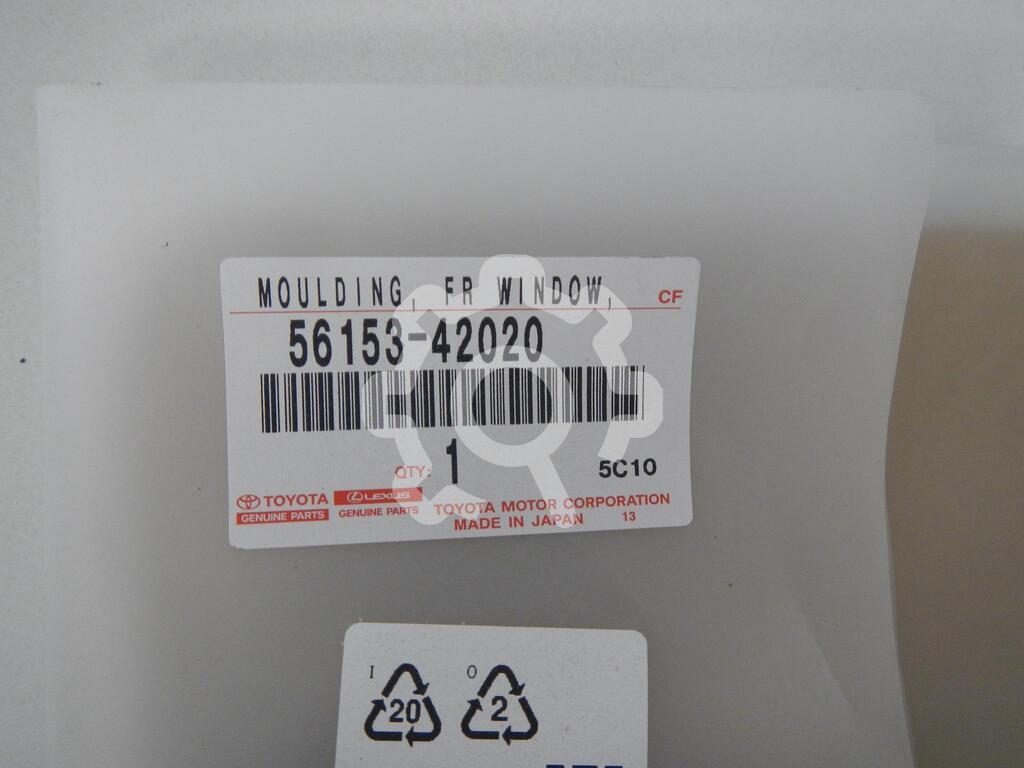 MOULDING, FR WINDOW,
CF
56153-42020
QTY: 1
5C10
TOYOTA
GENUINE PARTS
LEXUS
GENUINE PARTS
TOYOTA MOTOR CORPORATION
MADE IN JAPAN 13
I
O
20
2